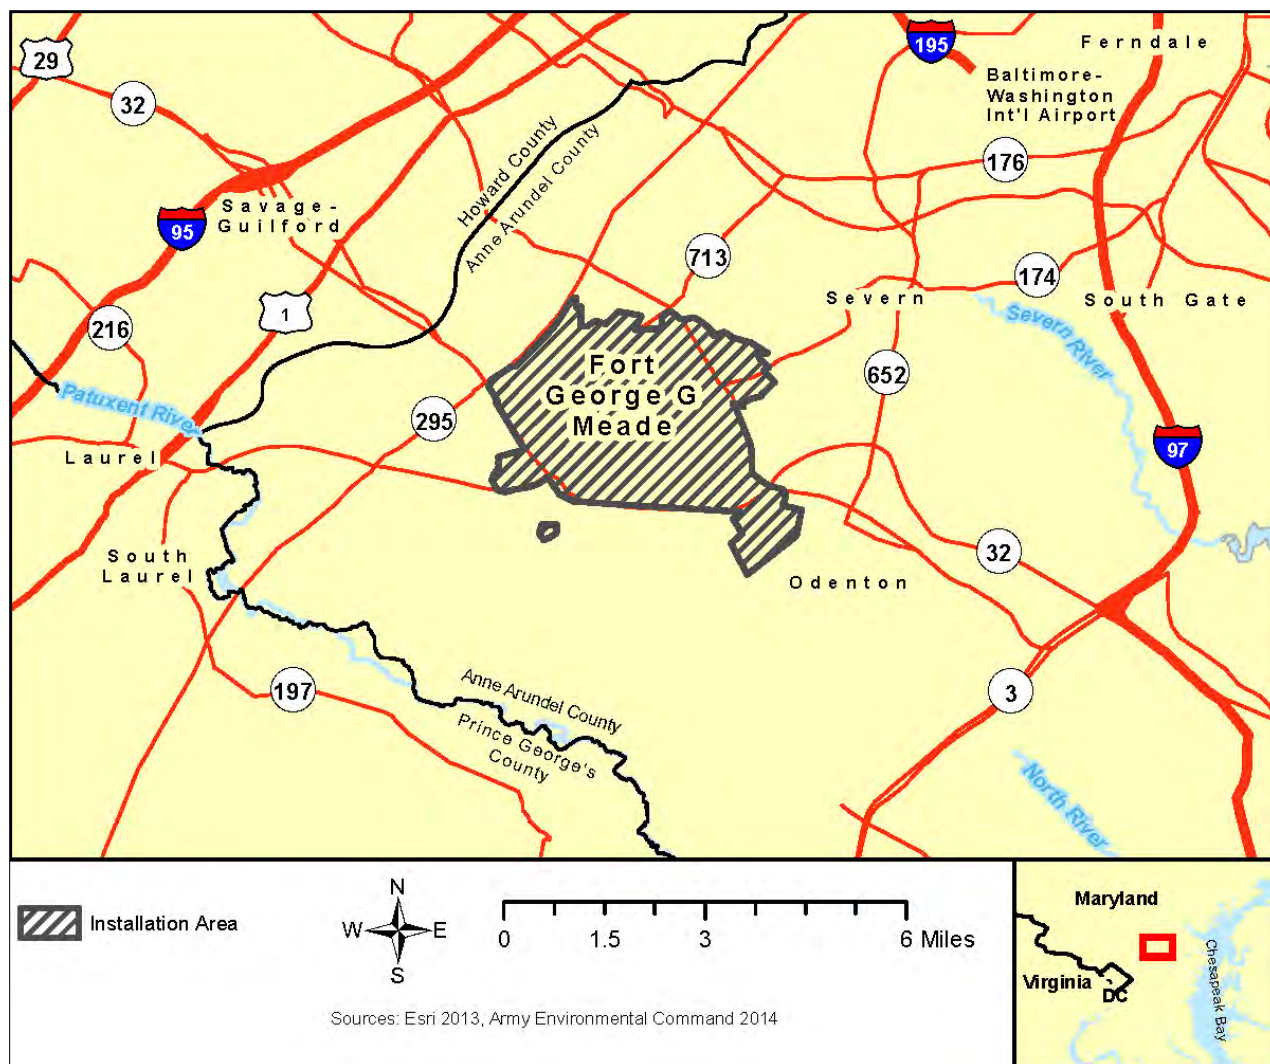 29
32
195
Ferndale
Baltimore-
Washington
Int'l Airport
176
Howard County
Anne Arundel County
Savage-
Guilford
95
713
174
Severn
South Gate
Severn River
1
216
Fort
George G
Meade
652
Patuxent River
295
97
Laurel
South
Laurel
32
Odenton
197
Anne Arundel County
Prince George's
County
3
North River
Installation Area
N
W
E
S
0
1.5
3
6 Miles
Sources: Esri 2013, Army Environmental Command 2014
Maryland
Virginia
DC
Chesapeak Bay